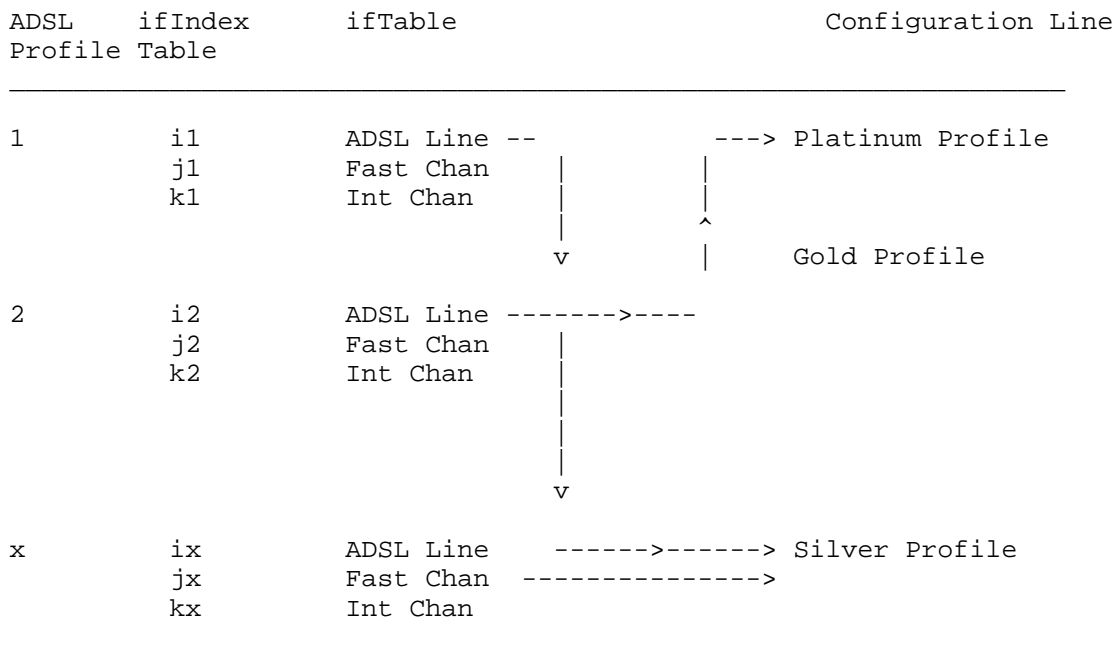 ADSL ifIndex ifTable Configuration Line
Profile Table
______________________________________________________________________
1 i1 ADSL Line -- ---> Platinum Profile
j1 Fast Chan | |
k1 Int Chan | |
| ^
v | Gold Profile
2 i2 ADSL Line ------->----
j2 Fast Chan |
k2 Int Chan |
|
|
|
v
x ix ADSL Line ------>------> Silver Profile
jx Fast Chan --------------->
kx Int Chan